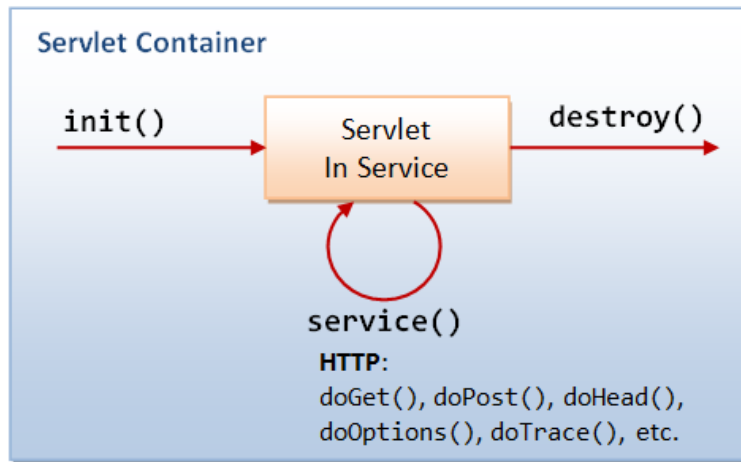 Servlet Container
init()
Servlet
In Service
destroy()
service()
HTTP:
doGet(), doPost(), doHead(),
doOptions(), doTrace(), etc.